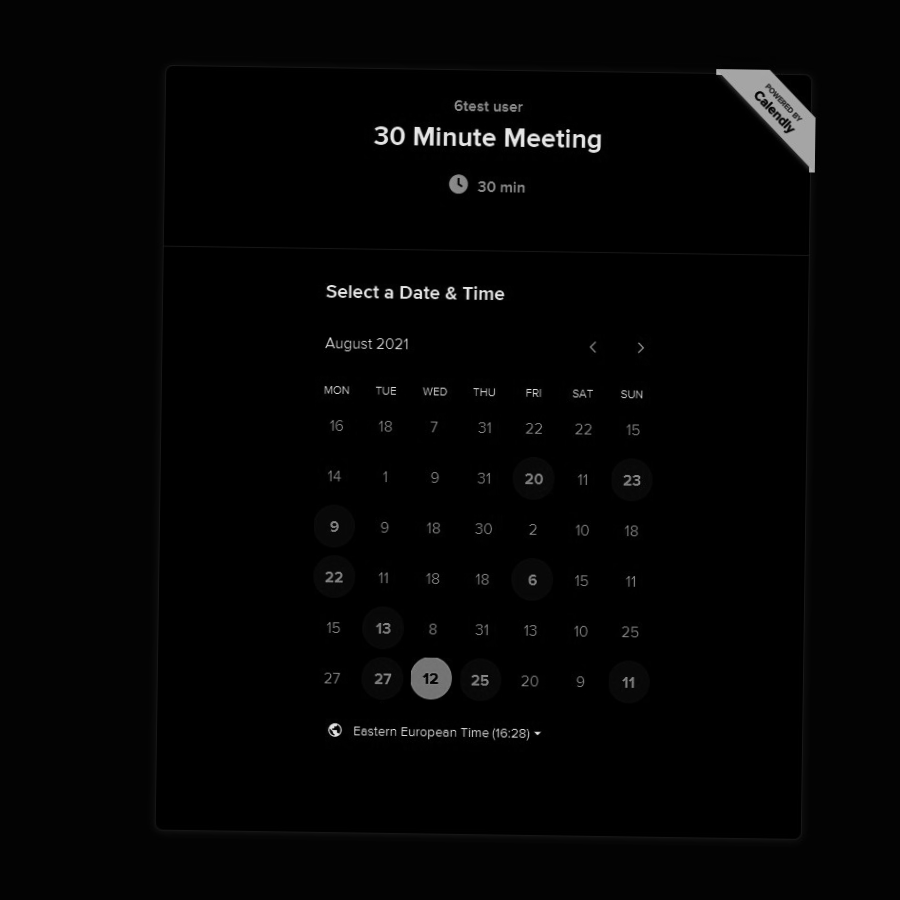 POWERED BY
Calendly
6test user
30 Minute Meeting
30 min
Select a Date & Time
August 2021
MON TUE WED THU FRI SAT SUN
16 18 7 31 22 22 15
14 1 9 31 20 11 23
9 9 18 30 2 10 18
22 11 18 18 6 15 11
15 13 8 31 13 10 25
27 27 12 25 20 9 11
Eastern European Time (16:28)